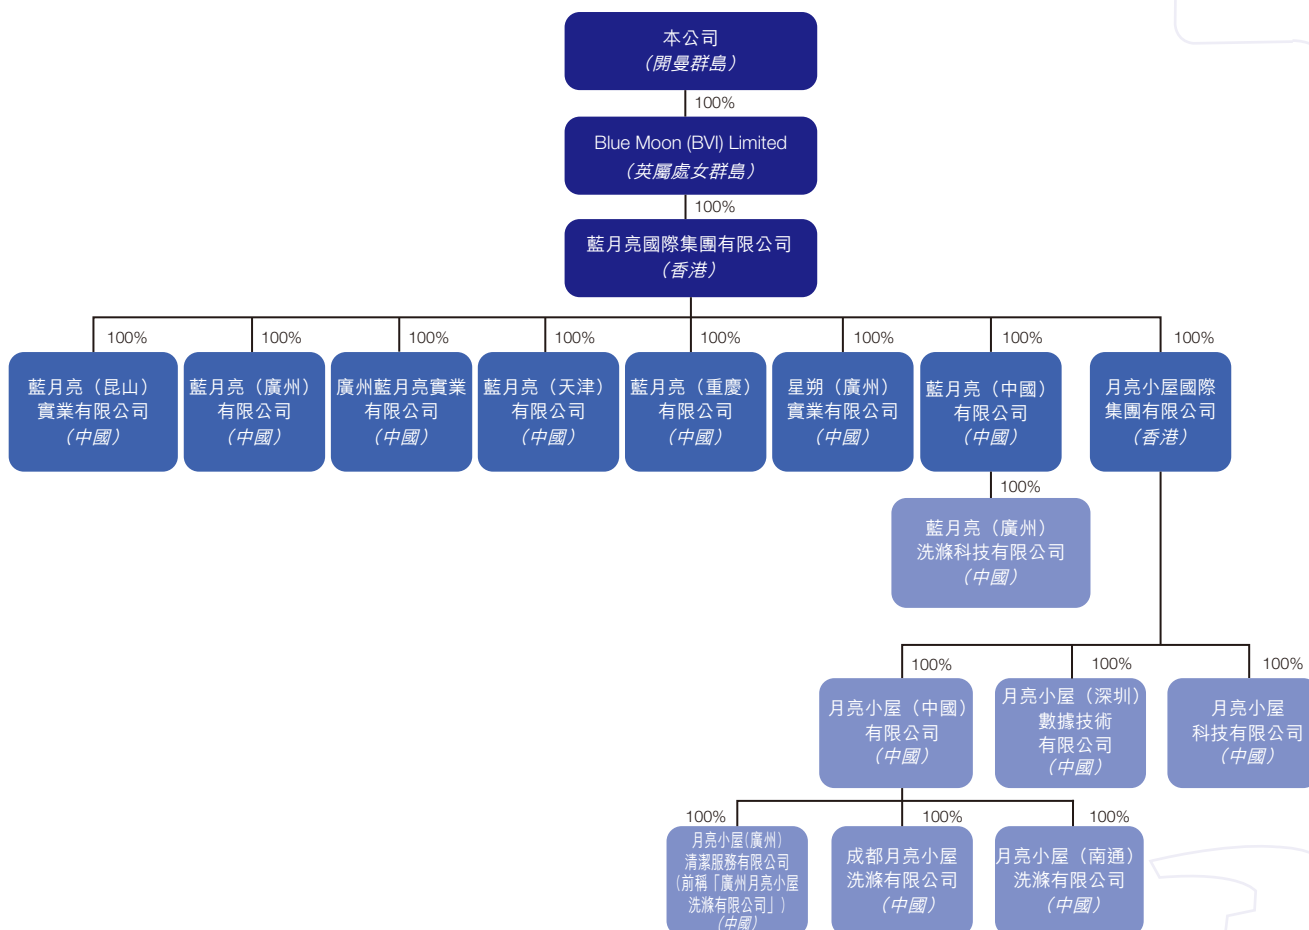 本公司
（開曼群島）
100%
Blue Moon (BVI) Limited
（英屬處女群島）
100%
藍月亮國際集團有限公司
（香港）
100%
100%
100%
100%
100%
100%
100%
100%
藍月亮（昆山）
實業有限公司
（中國）
藍月亮（廣州）
有限公司
（中國）
廣州藍月亮實業
有限公司
（中國）
藍月亮（天津）
有限公司
（中國）
藍月亮（重慶）
有限公司
（中國）
星朔（廣州）
實業有限公司
（中國）
藍月亮（中國）
有限公司
（中國）
月亮小屋國際
集團有限公司
（香港）
100%
藍月亮（廣州）
洗滌科技有限公司
（中國）
100%
100%
100%
月亮小屋（中國）
有限公司
（中國）
月亮小屋（深圳）
數據技術
有限公司
（中國）
月亮小屋
科技有限公司
（中國）
100%
100%
100%
月亮小屋(廣州)
清潔服務有限公司
(前稱「廣州月亮小屋
洗滌有限公司」)
（中國）
成都月亮小屋
洗滌有限公司
（中國）
月亮小屋（南通）
洗滌有限公司
（中國）